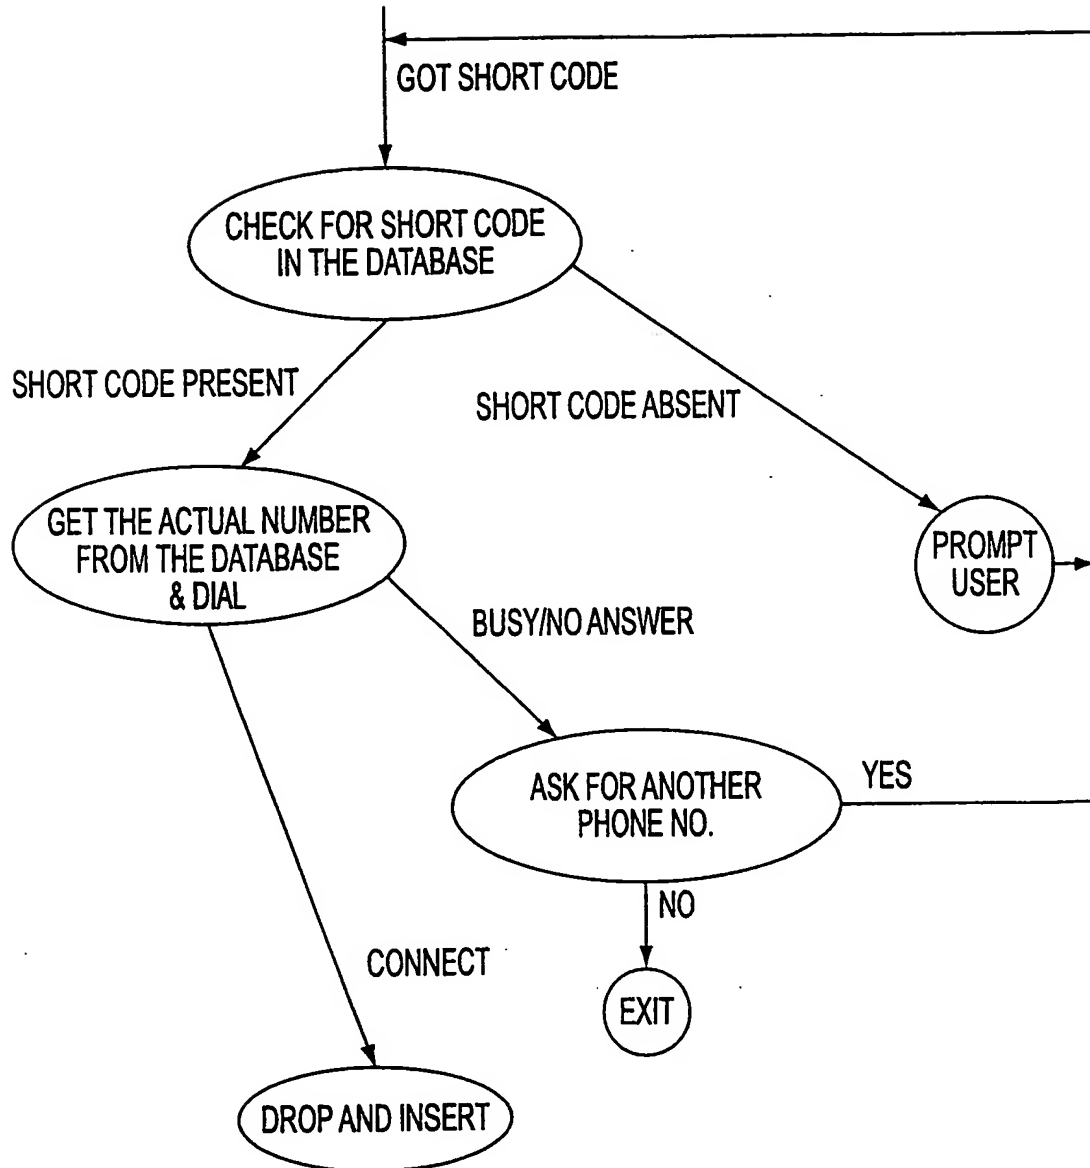 GOT SHORT CODE
CHECK FOR SHORT CODE
IN THE DATABASE
SHORT CODE PRESENT
SHORT CODE ABSENT
GET THE ACTUAL NUMBER
FROM THE DATABASE
& DIAL
PROMPT
USER
BUSY/NO ANSWER
ASK FOR ANOTHER
PHONE NO.
YES
NO
CONNECT
EXIT
DROP AND INSERT